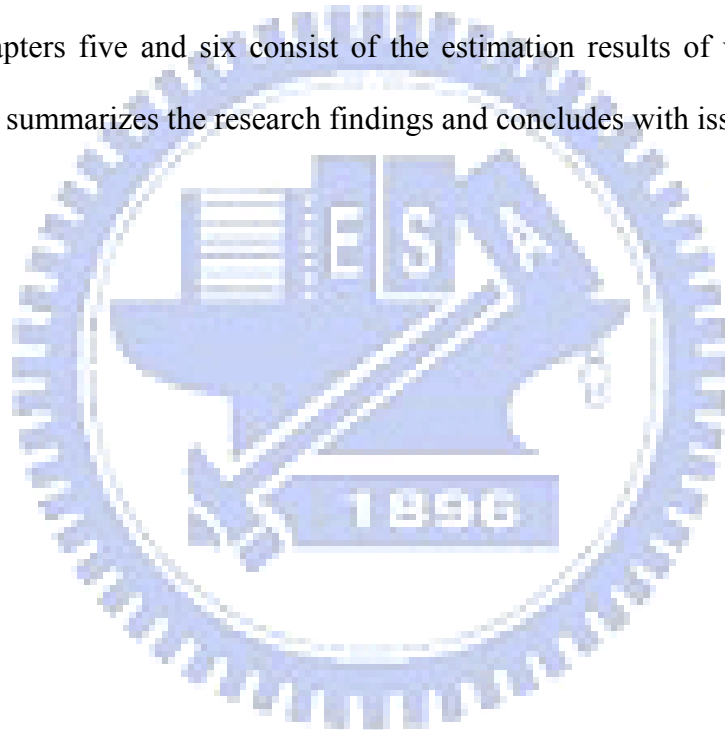 apters five and six consist of the estimation results of
summarizes the research findings and concludes with iss
E S A
1896